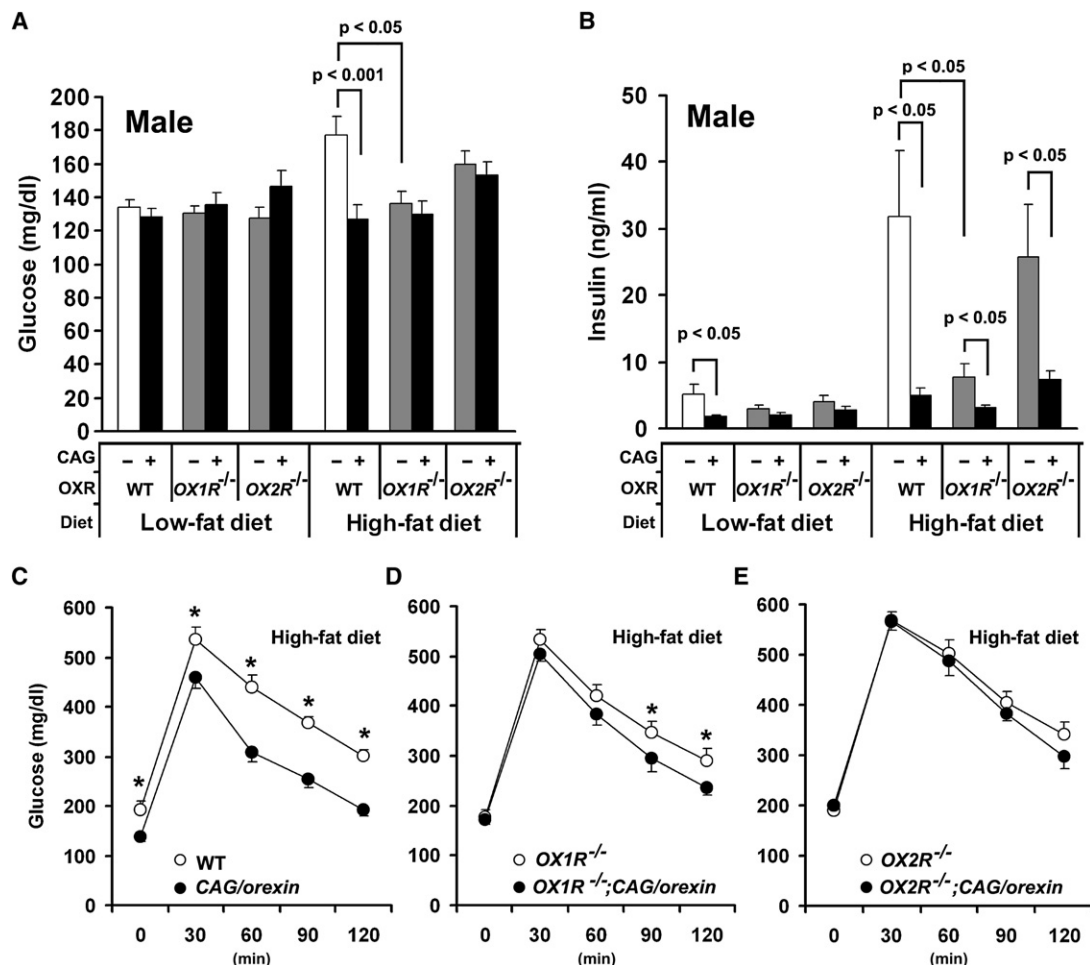 A
Male
p < 0.05
p < 0.001
Glucose (mg/dl)
200
180
160
140
120
100
80
60
40
20
0
CAG − + − + − + − + − + − +
OXR WT OX1R-/- OX2R-/- WT OX1R-/- OX2R-/-
Diet Low-fat diet High-fat diet
B
Male
p < 0.05
p < 0.05
p < 0.05
p < 0.05
p < 0.05
Insulin (ng/ml)
50
40
30
20
10
0
CAG − + − + − + − + − + − +
OXR WT OX1R-/- OX2R-/- WT OX1R-/- OX2R-/-
Diet Low-fat diet High-fat diet
C
High-fat diet
Glucose (mg/dl)
600
500
400
300
200
100
0
* * * * *
WT
CAG/orexin
0 30 60 90 120
(min)
D
High-fat diet
600
500
400
300
200
100
0
* *
OX1R-/-
OX1R-/-;CAG/orexin
0 30 60 90 120
(min)
E
High-fat diet
600
500
400
300
200
100
0
OX2R-/-
OX2R-/-;CAG/orexin
0 30 60 90 120
(min)